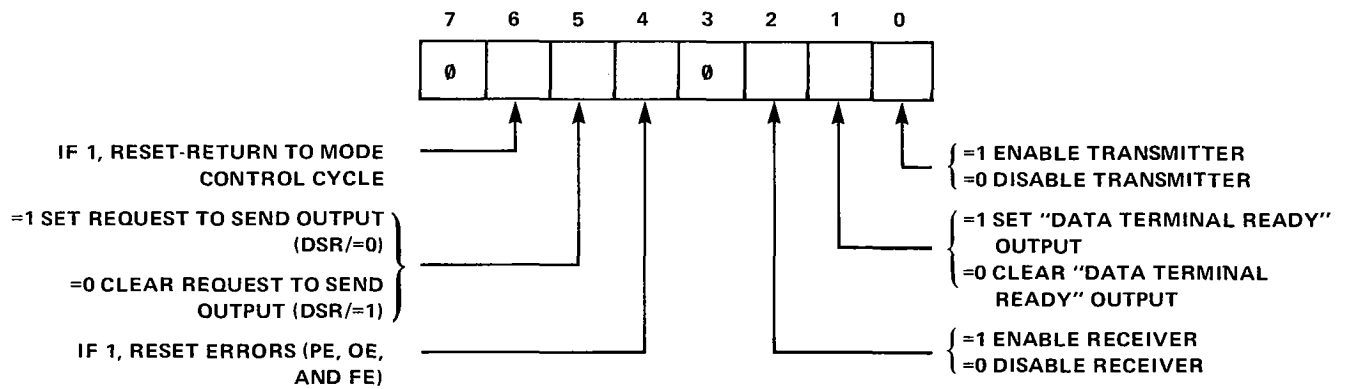 7 6 5 4 3 2 1 0
Ø Ø
IF 1, RESET-RETURN TO MODE
CONTROL CYCLE
=1 SET REQUEST TO SEND OUTPUT
(DSR/=0)
=0 CLEAR REQUEST TO SEND
OUTPUT (DSR/=1)
IF 1, RESET ERRORS (PE, OE,
AND FE)
=1 ENABLE TRANSMITTER
=0 DISABLE TRANSMITTER
=1 SET "DATA TERMINAL READY"
OUTPUT
=0 CLEAR "DATA TERMINAL
READY" OUTPUT
=1 ENABLE RECEIVER
=0 DISABLE RECEIVER